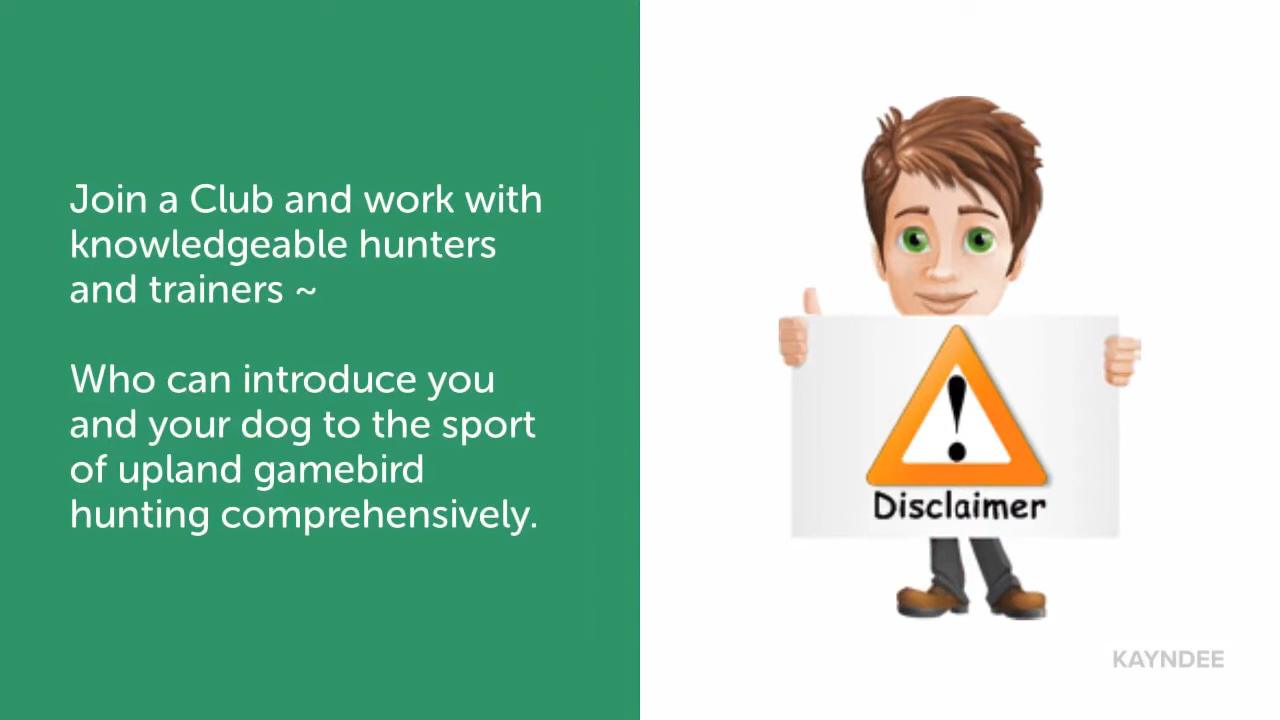 Join a Club and work with
knowledgeable hunters
and trainers ~
Who can introduce you
and your dog to the sport
of upland gamebird
hunting comprehensively.
!
Disclaimer
KAYNDEE